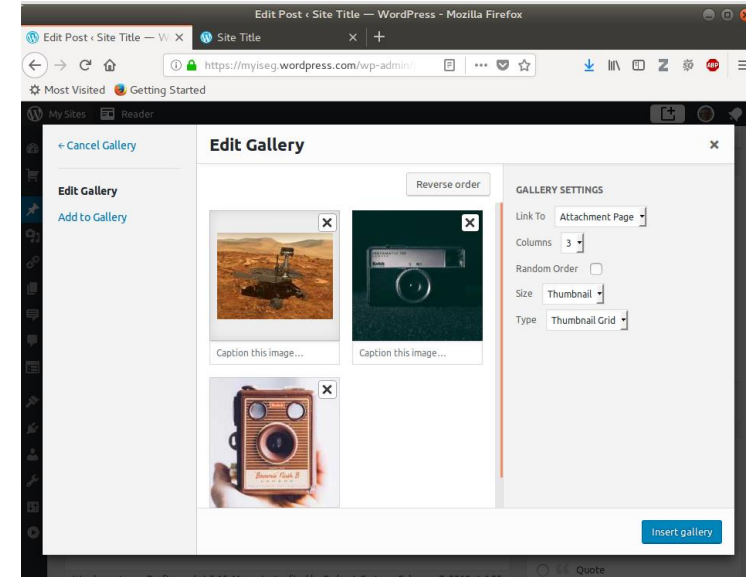 Edit Post ‹ Site Title — WordPress - Mozilla Firefox
Edit Post ‹ Site Title — W
Site Title
https://myiseg.wordpress.com/wp-admin/
Most Visited
Getting Started
My Sites
Reader
← Cancel Gallery
Edit Gallery
Edit Gallery
Add to Gallery
Reverse order
GALLERY SETTINGS
Link To
Attachment Page
Columns
3
Random Order
Size
Thumbnail
Type
Thumbnail Grid
Kodak
Caption this image...
Caption this image...
Brownie Flash B
Insert gallery
Quote